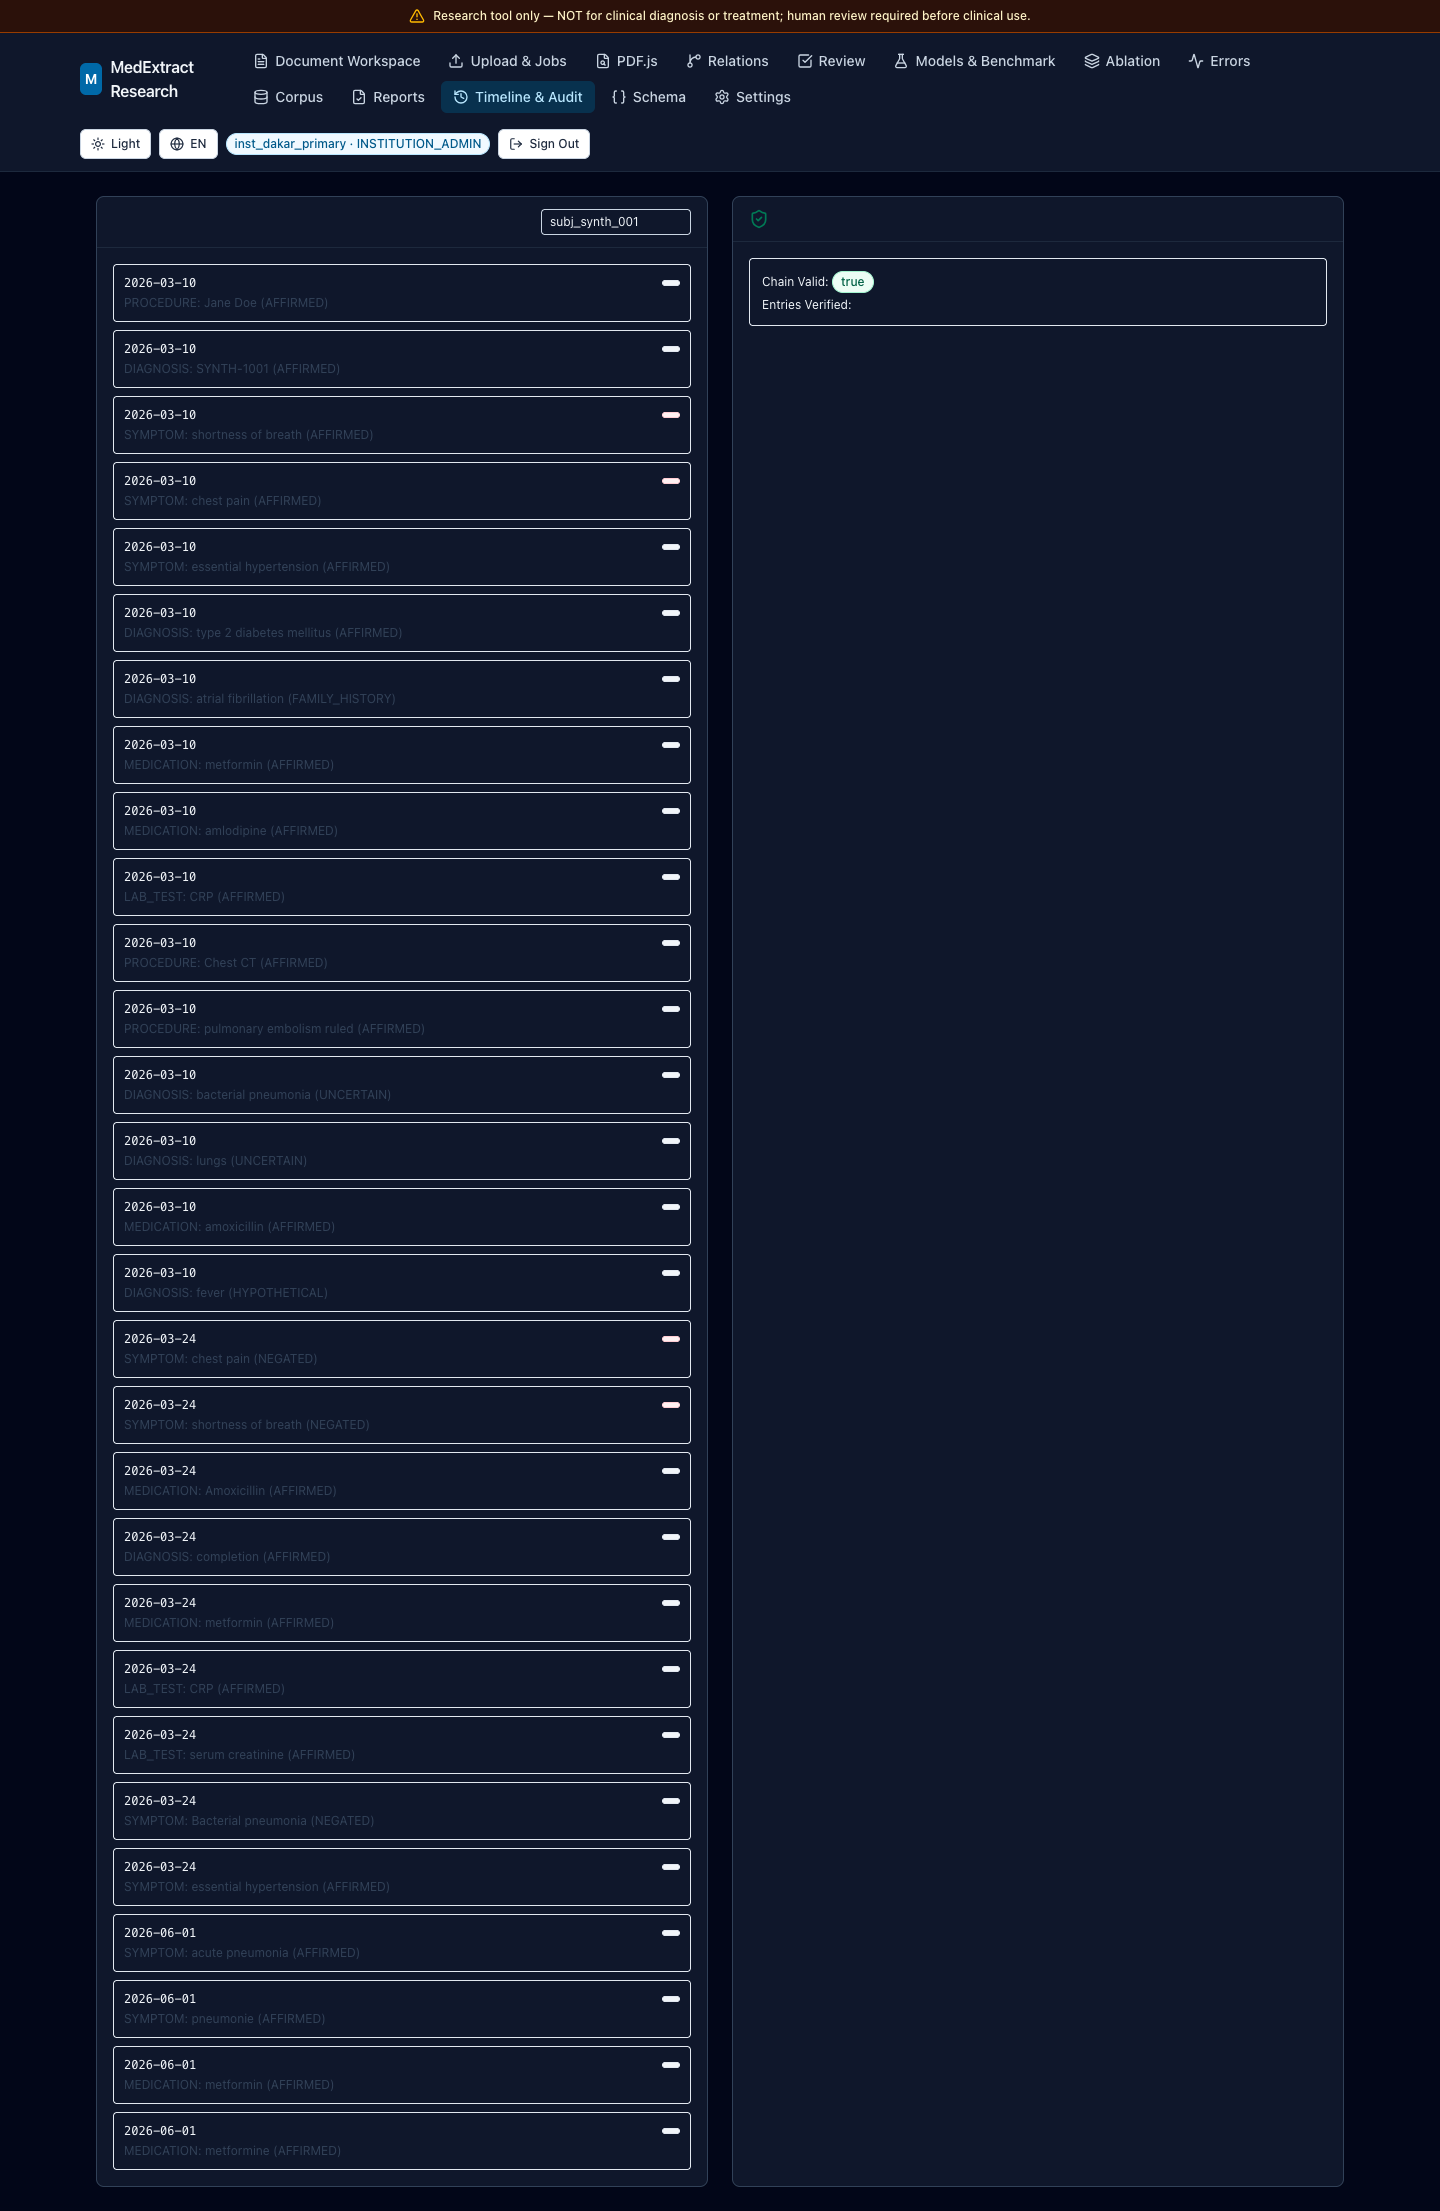 Research tool only — NOT for clinical diagnosis or treatment; human review required before clinical use.
M
MedExtract
Research
Document Workspace
Upload & Jobs
PDF.js
Relations
Review
Models & Benchmark
Ablation
Errors
Corpus
Reports
Timeline & Audit
Schema
Settings
Light
EN
inst_dakar_primary · INSTITUTION_ADMIN
Sign Out
subj_synth_001
2026-03-10
PROCEDURE: Jane Doe (AFFIRMED)
2026-03-10
DIAGNOSIS: SYNTH-1001 (AFFIRMED)
2026-03-10
SYMPTOM: shortness of breath (AFFIRMED)
2026-03-10
SYMPTOM: chest pain (AFFIRMED)
2026-03-10
SYMPTOM: essential hypertension (AFFIRMED)
2026-03-10
DIAGNOSIS: type 2 diabetes mellitus (AFFIRMED)
2026-03-10
DIAGNOSIS: atrial fibrillation (FAMILY_HISTORY)
2026-03-10
MEDICATION: metformin (AFFIRMED)
2026-03-10
MEDICATION: amlodipine (AFFIRMED)
2026-03-10
LAB_TEST: CRP (AFFIRMED)
2026-03-10
PROCEDURE: Chest CT (AFFIRMED)
2026-03-10
PROCEDURE: pulmonary embolism ruled (AFFIRMED)
2026-03-10
DIAGNOSIS: bacterial pneumonia (UNCERTAIN)
2026-03-10
DIAGNOSIS: lungs (UNCERTAIN)
2026-03-10
MEDICATION: amoxicillin (AFFIRMED)
2026-03-10
DIAGNOSIS: fever (HYPOTHETICAL)
2026-03-24
SYMPTOM: chest pain (NEGATED)
2026-03-24
SYMPTOM: shortness of breath (NEGATED)
2026-03-24
MEDICATION: Amoxicillin (AFFIRMED)
2026-03-24
DIAGNOSIS: completion (AFFIRMED)
2026-03-24
MEDICATION: metformin (AFFIRMED)
2026-03-24
LAB_TEST: CRP (AFFIRMED)
2026-03-24
LAB_TEST: serum creatinine (AFFIRMED)
2026-03-24
SYMPTOM: Bacterial pneumonia (NEGATED)
2026-03-24
SYMPTOM: essential hypertension (AFFIRMED)
2026-06-01
SYMPTOM: acute pneumonia (AFFIRMED)
2026-06-01
SYMPTOM: pneumonie (AFFIRMED)
2026-06-01
MEDICATION: metformin (AFFIRMED)
2026-06-01
MEDICATION: metformine (AFFIRMED)
Chain Valid: true
Entries Verified: